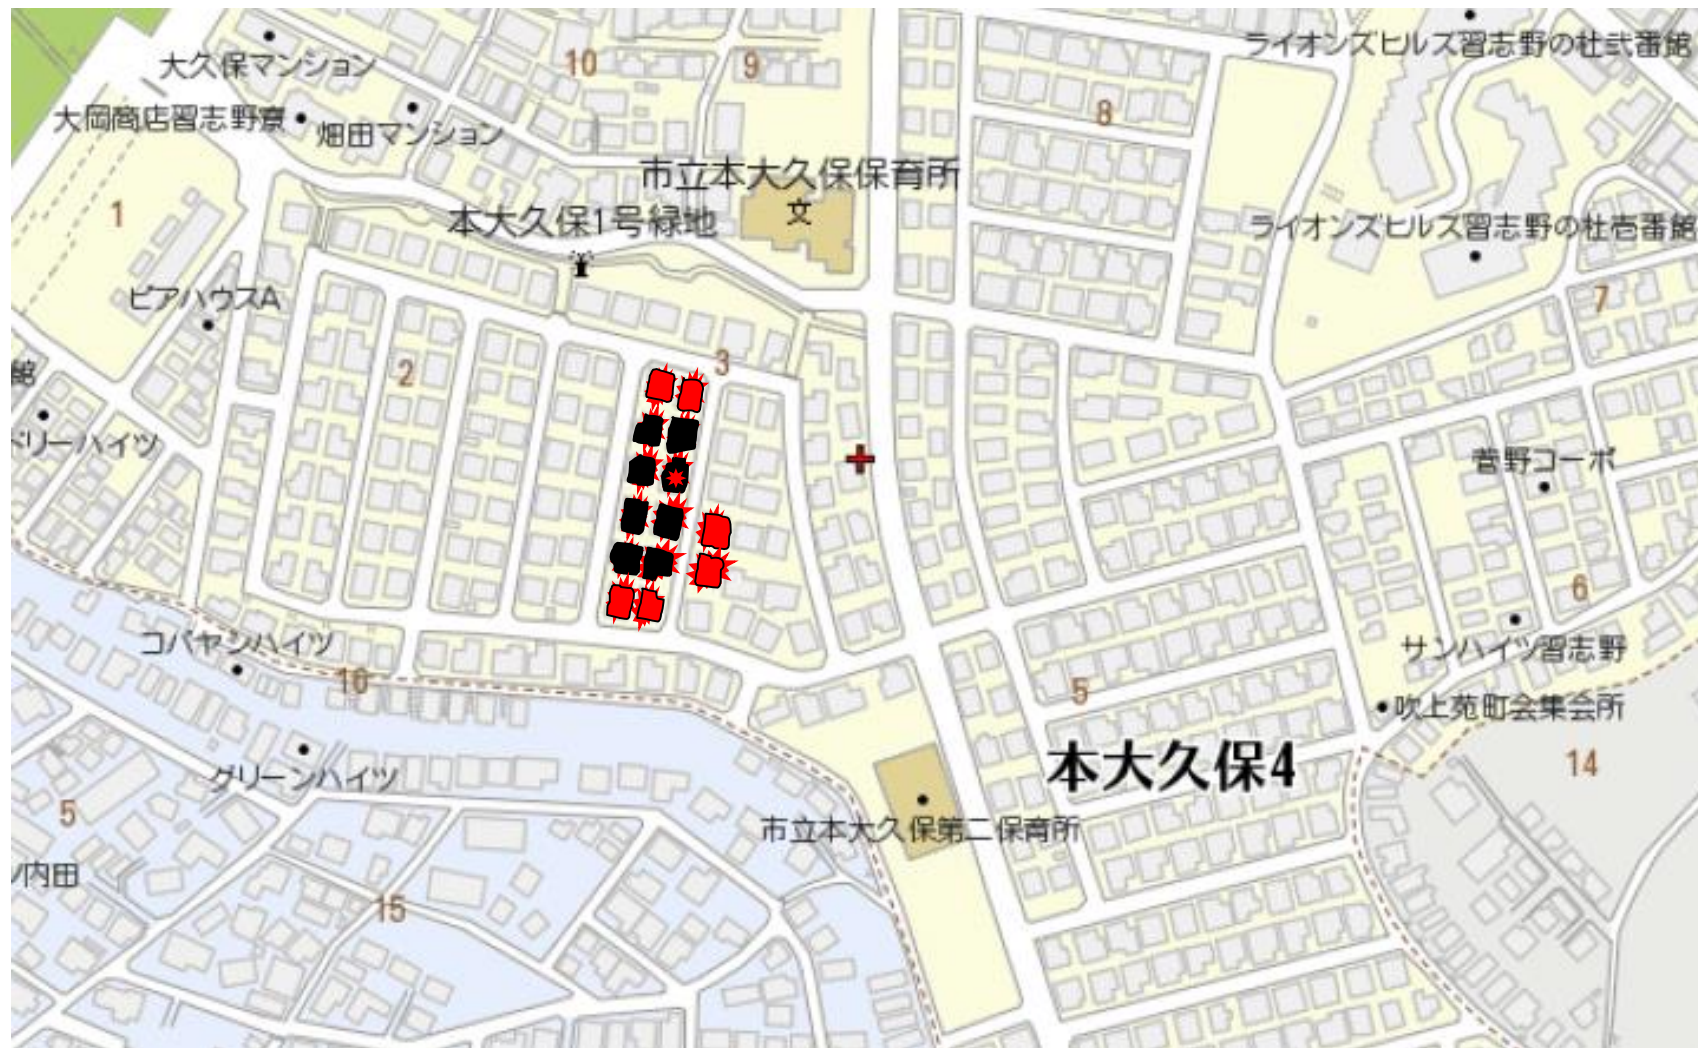 ライオンズヒルズ習志野の杜弐番館
大久保マンション
10
9
大岡商店習志野寮
畑田マンション
8
市立本大久保保育所
文
1
本大久保1号緑地
ライオンズヒルズ習志野の杜壱番館
ピアハウスA
7
館
2
3
ドリーハイツ
菅野コーポ
6
コバヤシハイツ
サンハイツ習志野
16
5
吹上苑町会集会所
グリーンハイツ
本大久保4
14
5
市立本大久保第二保育所
内田
15